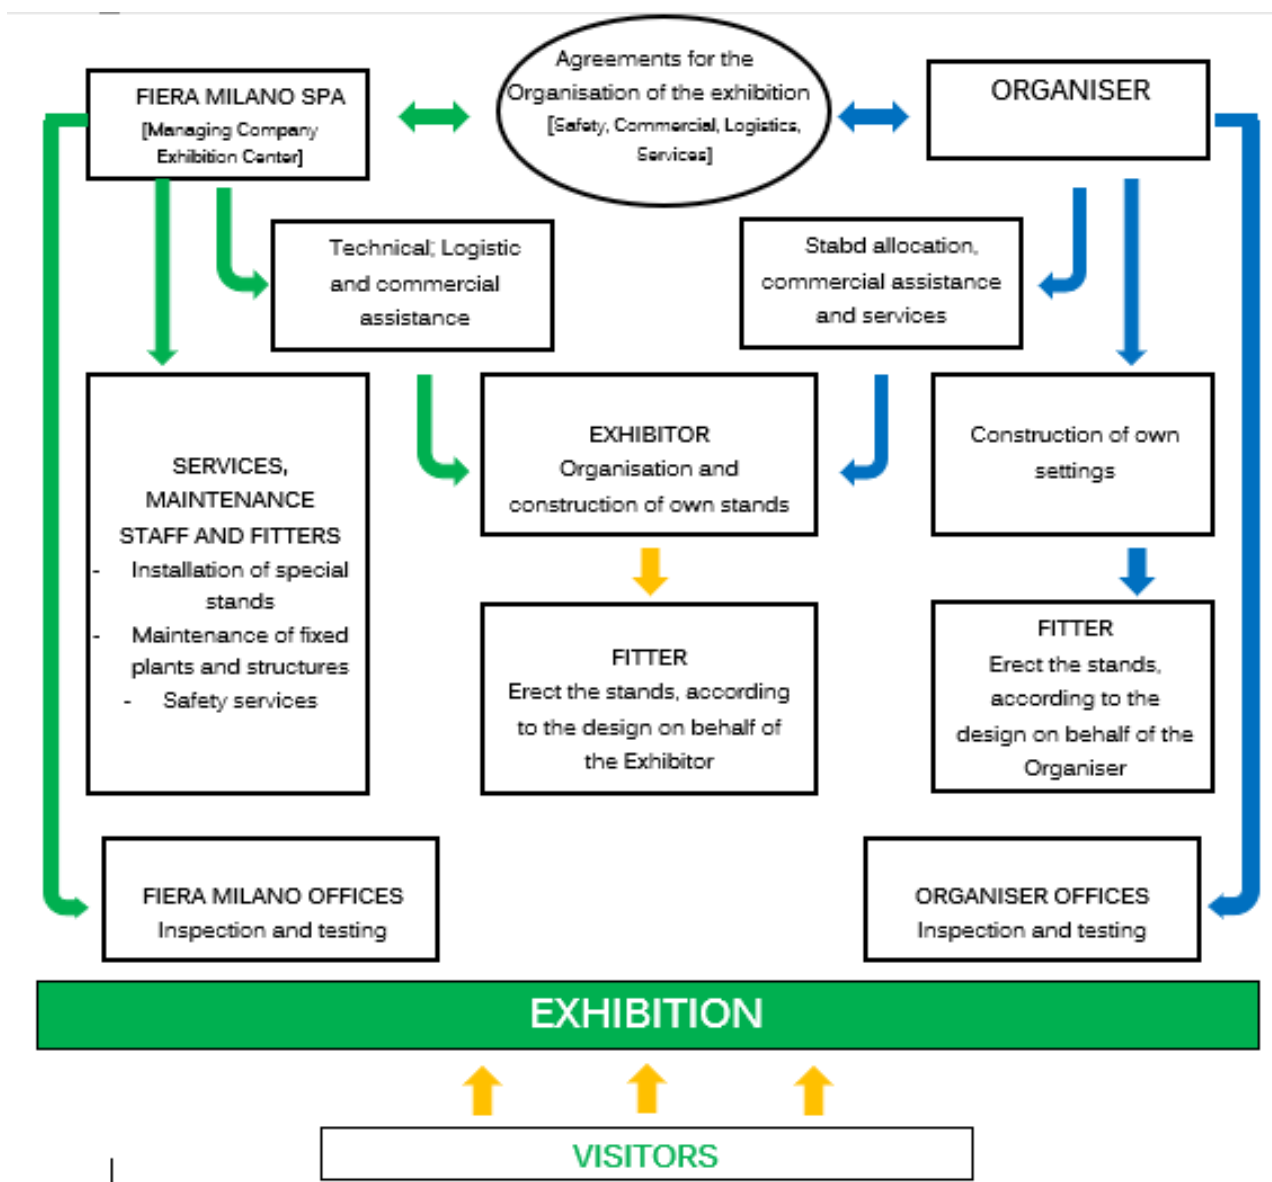 FIERA MILANO SPA
[Managing Company
Exhibition Center]
Agreements for the
Organisation of the exhibition
[Safety, Commercial, Logistics,
Services]
ORGANISER
Technical; Logistic
and commercial
assistance
Stabd allocation,
commercial assistance
and services
SERVICES,
MAINTENANCE
STAFF AND FITTERS
- Installation of special
stands
- Maintenance of fixed
plants and structures
- Safety services
EXHIBITOR
Organisation and
construction of own stands
Construction of own
settings
FITTER
Erect the stands, according
to the design on behalf of
the Exhibitor
FITTER
Erect the stands,
according to the
design on behalf of the
Organiser
FIERA MILANO OFFICES
Inspection and testing
ORGANISER OFFICES
Inspection and testing
EXHIBITION
VISITORS